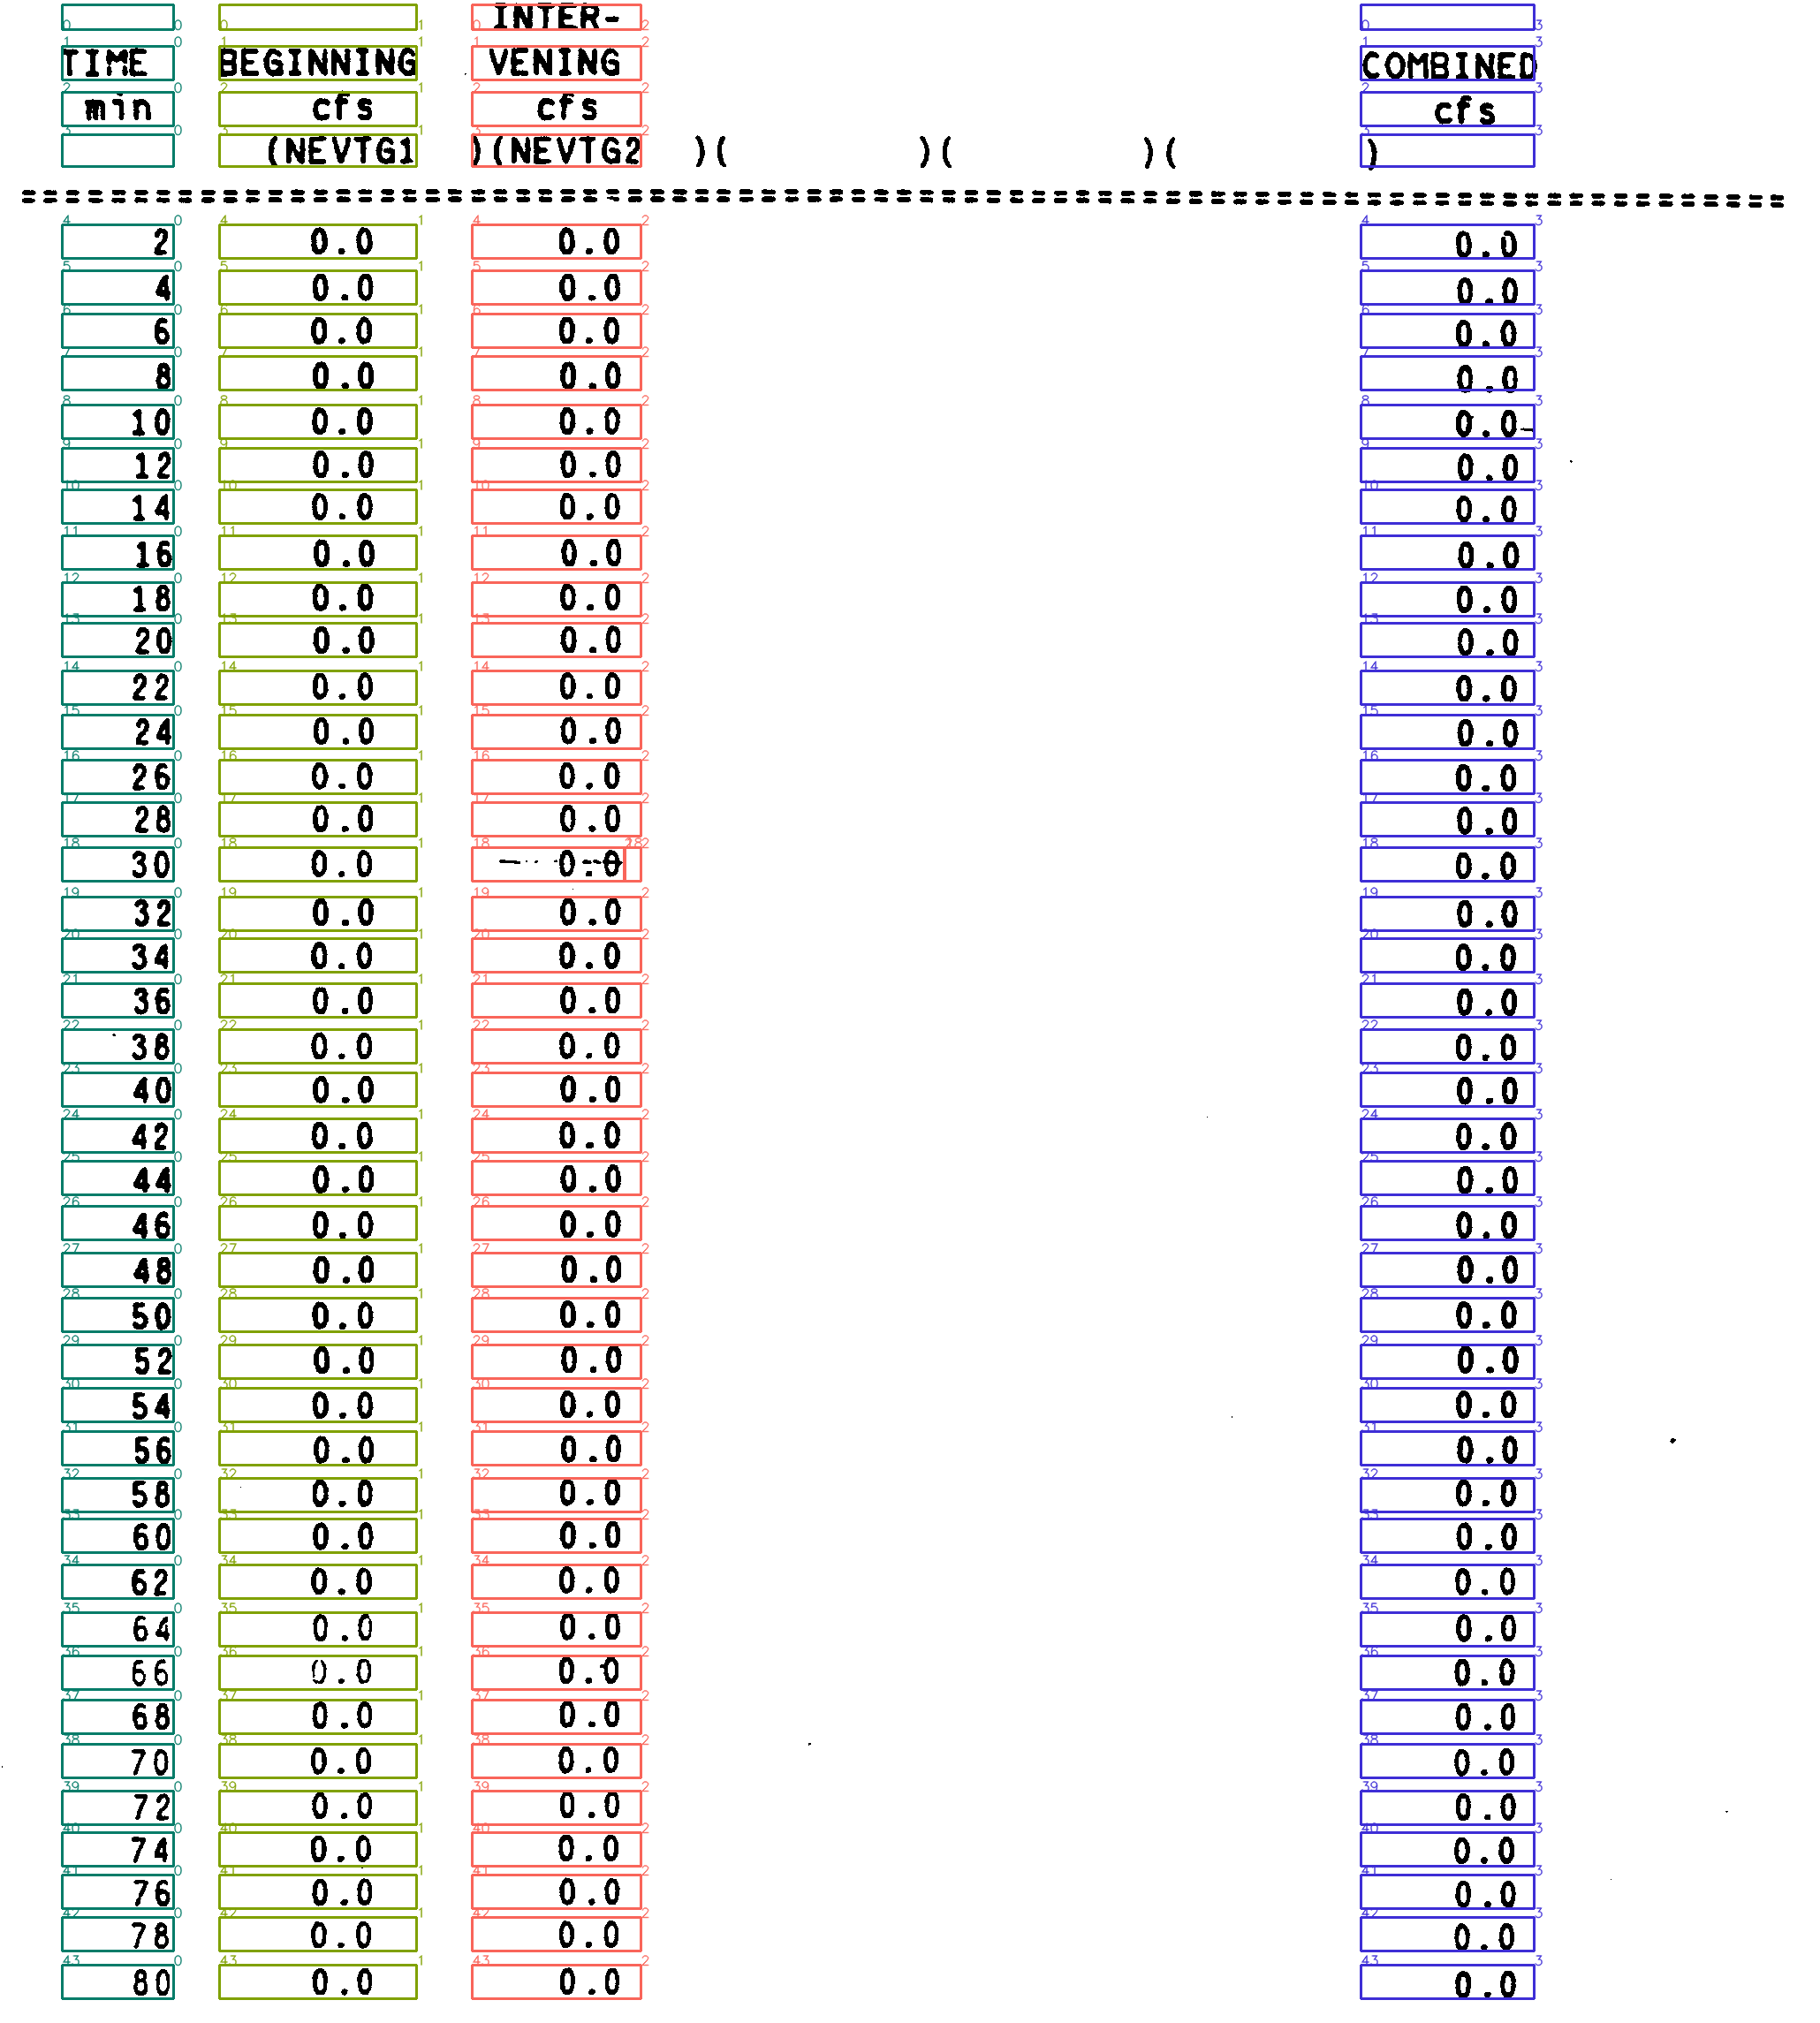 INTER-
TIME BEGINNING VENING COMBINED
min cfs cfs cfs
(NEVTG1 )(NEVTG2 )( )( )( )
==========================================================
2 0.0 0.0 0.0
4 0.0 0.0 0.0
6 0.0 0.0 0.0
8 0.0 0.0 0.0
10 0.0 0.0 0.0
12 0.0 0.0 0.0
14 0.0 0.0 0.0
16 0.0 0.0 0.0
18 0.0 0.0 0.0
20 0.0 0.0 0.0
22 0.0 0.0 0.0
24 0.0 0.0 0.0
26 0.0 0.0 0.0
28 0.0 0.0 0.0
30 0.0 0.0 0.0
32 0.0 0.0 0.0
34 0.0 0.0 0.0
36 0.0 0.0 0.0
38 0.0 0.0 0.0
40 0.0 0.0 0.0
42 0.0 0.0 0.0
44 0.0 0.0 0.0
46 0.0 0.0 0.0
48 0.0 0.0 0.0
50 0.0 0.0 0.0
52 0.0 0.0 0.0
54 0.0 0.0 0.0
56 0.0 0.0 0.0
58 0.0 0.0 0.0
60 0.0 0.0 0.0
62 0.0 0.0 0.0
64 0.0 0.0 0.0
66 0.0 0.0 0.0
68 0.0 0.0 0.0
70 0.0 0.0 0.0
72 0.0 0.0 0.0
74 0.0 0.0 0.0
76 0.0 0.0 0.0
78 0.0 0.0 0.0
80 0.0 0.0 0.0